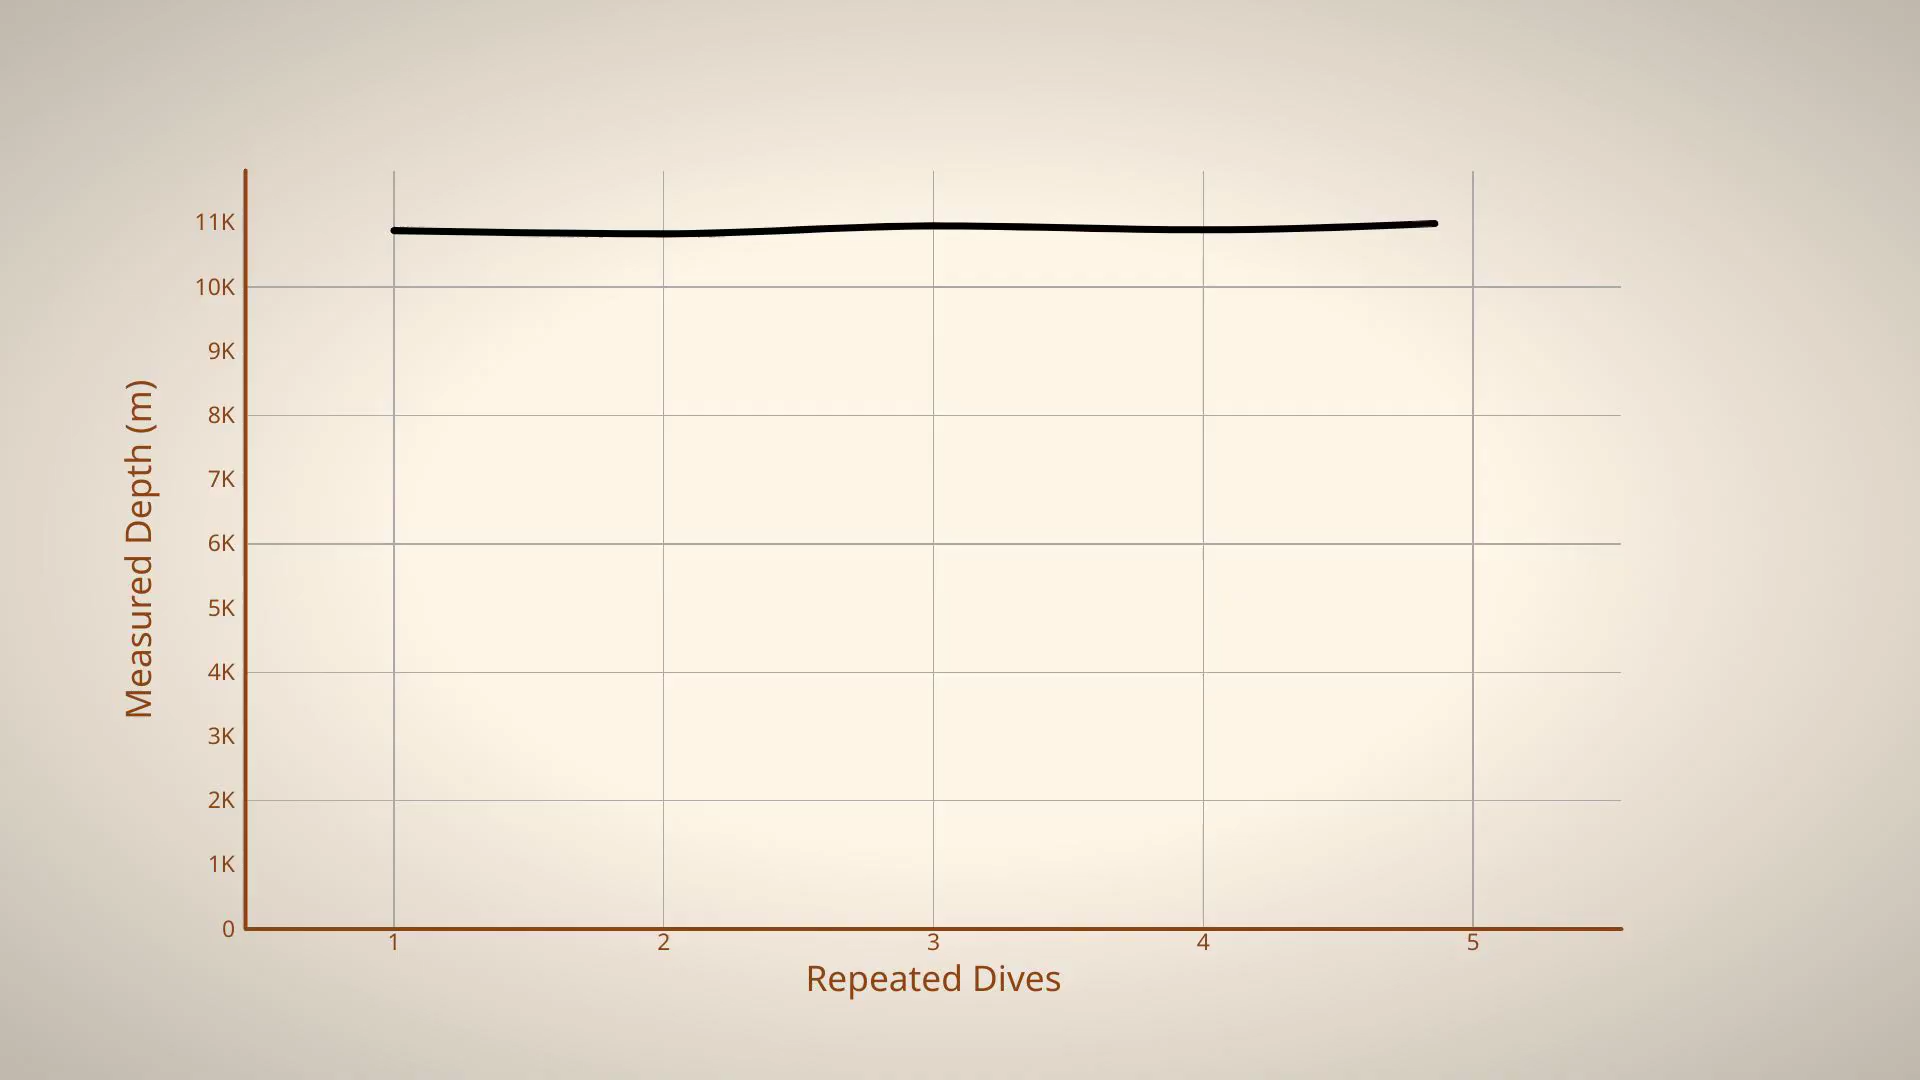 11K
10K
9K
8K
7K
6K
5K
4K
3K
2K
1K
0
Measured Depth (m)
1 2 3 4 5
Repeated Dives